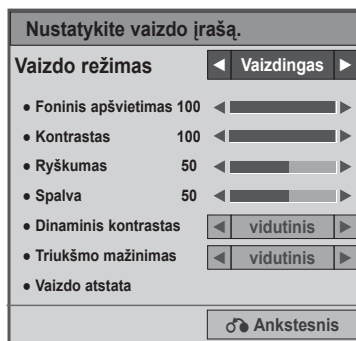 Nustatykite vaizdo įrašą.
Vaizdo režimas ◄ Vaizdingas ►
● Foninis apšvietimas 100
● Kontrastas 100
● Ryškumas 50
● Spalva 50
● Dinaminis kontrastas ◄ vidutinis ►
● Triukšmo mažinimas ◄ vidutinis ►
● Vaizdo atstata
Ankstesnis